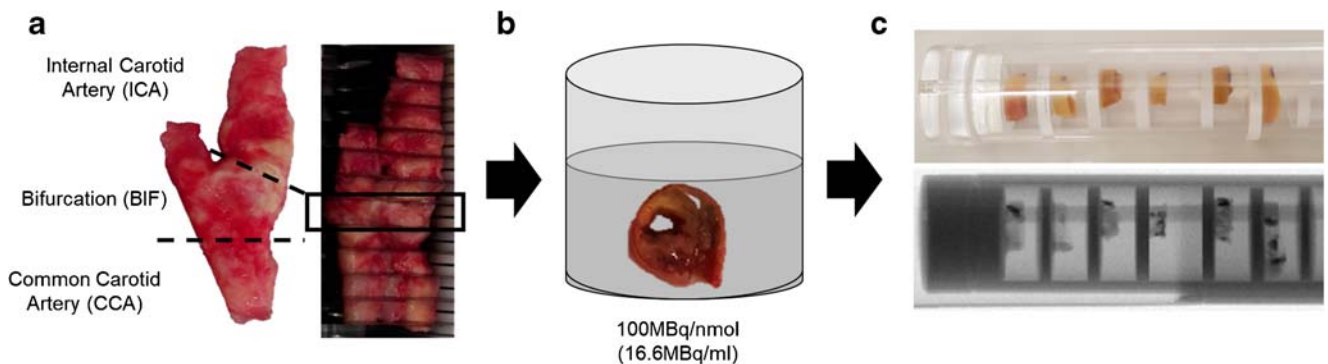 a
Internal Carotid
Artery (ICA)
Bifurcation (BIF)
Common Carotid
Artery (CCA)
b
100MBq/nmol
(16.6MBq/ml)
c